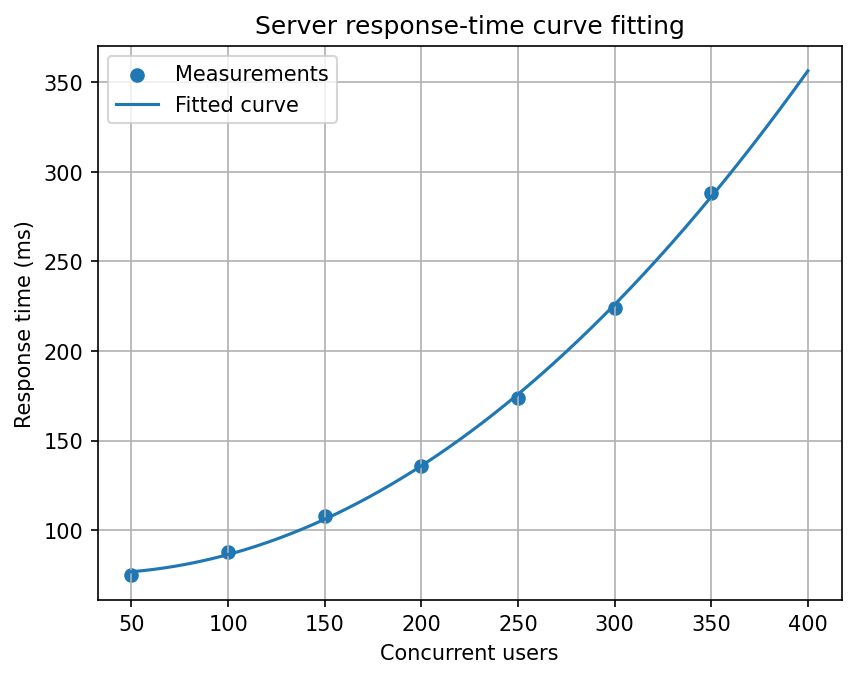 Server response-time curve fitting
Measurements
Fitted curve
350
300
250
200
150
100
Response time (ms)
50 100 150 200 250 300 350 400
Concurrent users